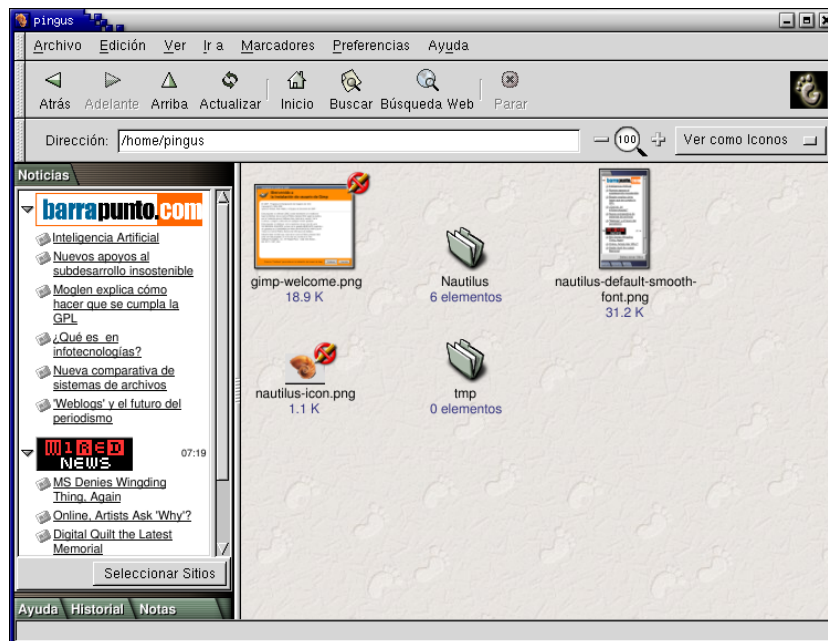 pingus
Archivo Edición Ver Ir a Marcadores Preferencias Ayuda
Atrás Adelante Arriba Actualizar Inicio Buscar Búsqueda Web Parar
Dirección: /home/pingus 100 Ver como Iconos
Noticias
barrapunto.com
Inteligencia Artificial
Nuevos apoyos al
subdesarrollo insostenible
Moglen explica cómo
hacer que se cumpla la
GPL
¿Qué es en
infotecnologías?
Nueva comparativa de
sistemas de archivos
'Weblogs' y el futuro del
periodismo
WIRED
NEWS
07:19
MS Denies Wingding
Thing, Again
Online, Artists Ask 'Why'?
Digital Quilt the Latest
Memorial
Seleccionar Sitios
Ayuda Historial Notas
gimp-welcome.png
18.9 K
Nautilus
6 elementos
nautilus-default-smooth-
font.png
31.2 K
nautilus-icon.png
1.1 K
tmp
0 elementos